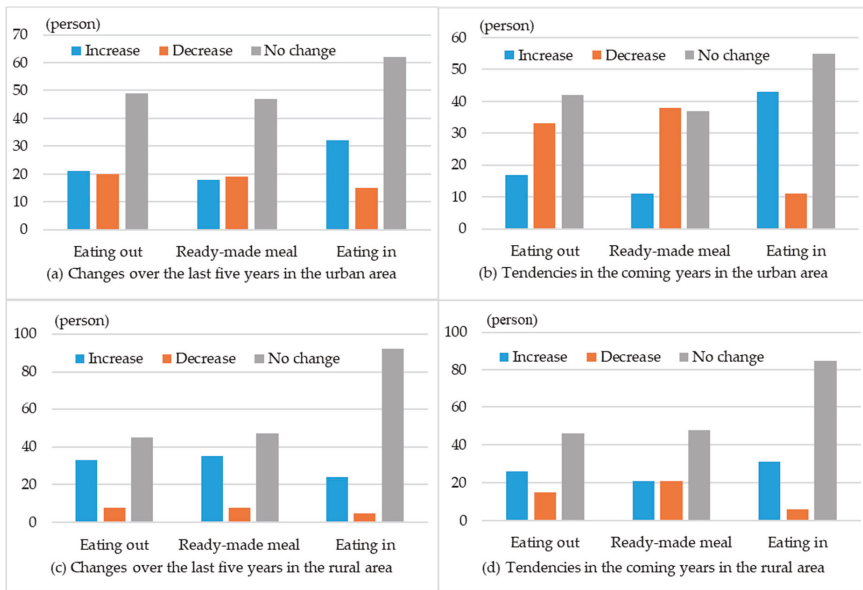 (person)
70
Increase Decrease No change
60
50
40
30
20
10
0
Eating out Ready-made meal Eating in
(a) Changes over the last five years in the urban area
(person)
60
Increase Decrease No change
50
40
30
20
10
0
Eating out Ready-made meal Eating in
(b) Tendencies in the coming years in the urban area
(person)
100
Increase Decrease No change
80
60
40
20
0
Eating out Ready-made meal Eating in
(c) Changes over the last five years in the rural area
(person)
100
Increase Decrease No change
80
60
40
20
0
Eating out Ready-made meal Eating in
(d) Tendencies in the coming years in the rural area